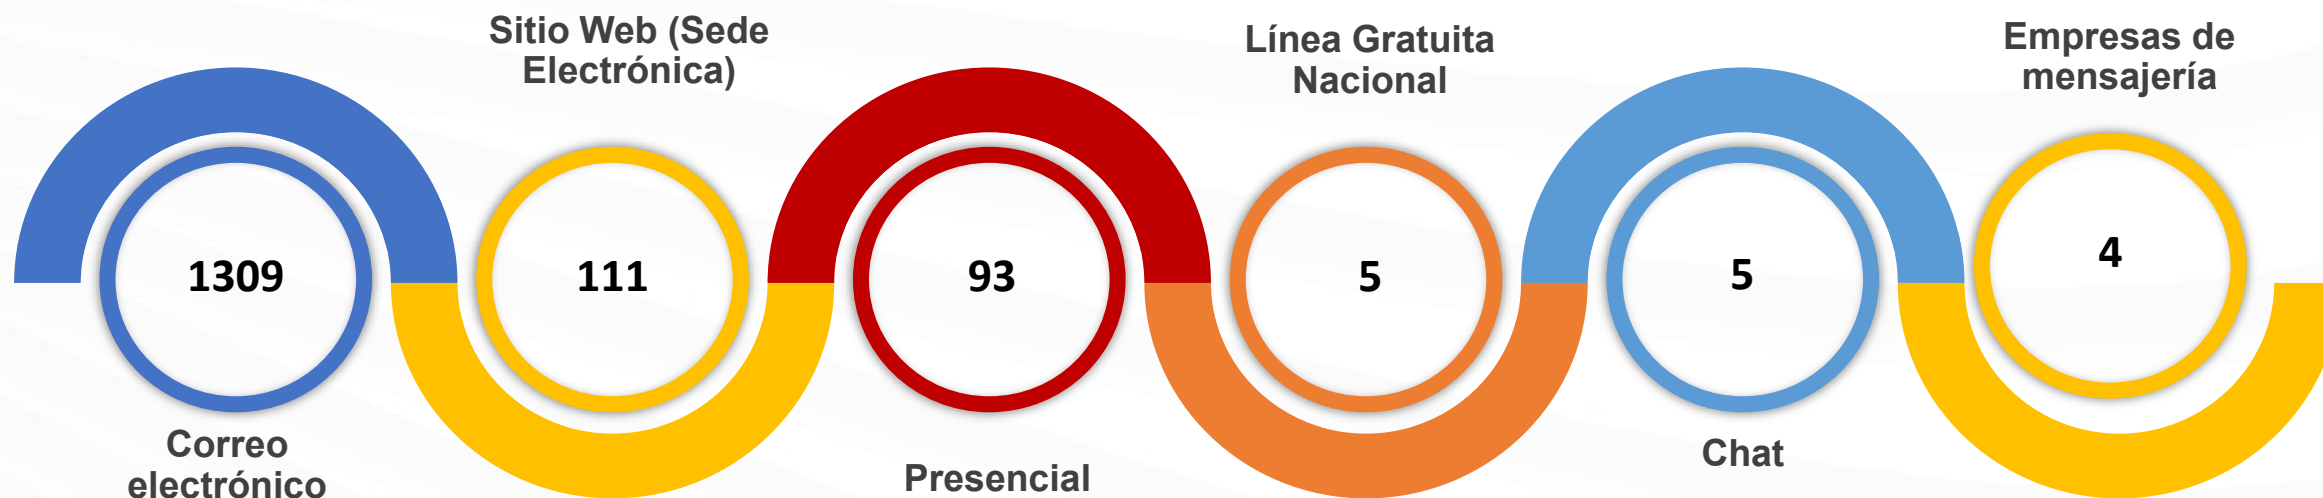 Correo
electrónico
1309
Sitio Web (Sede
Electrónica)
111
Presencial
93
Línea Gratuita
Nacional
5
Chat
5
Empresas de
mensajería
4